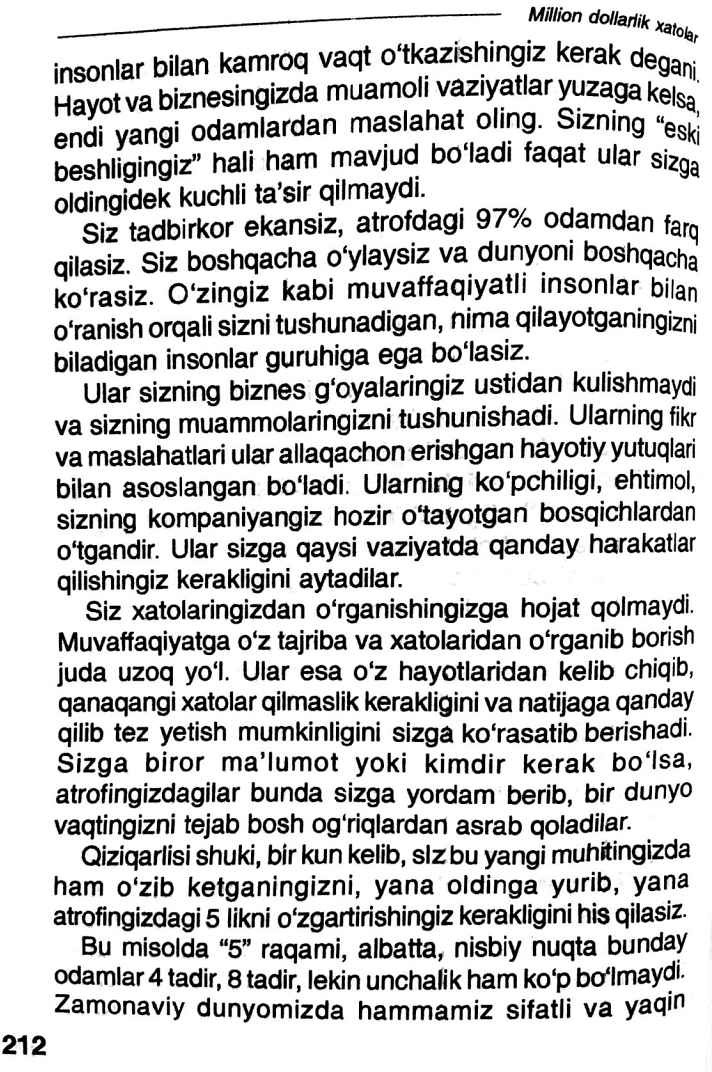 Million dollarlik xatolar
insonlar bilan kamroq vaqt o‘tkazishingiz kerak degani.
Hayot va biznesingizda muamoli vaziyatlar yuzaga kelsa,
endi yangi odamlardan maslahat oling. Sizning “eski
beshligingiz” hali ham mavjud bo‘ladi faqat ular sizga
oldingidek kuchli ta’sir qilmaydi.
Siz tadbirkor ekansiz, atrofdagi 97% odamdan farq
qilasiz. Siz boshqacha o‘ylaysiz va dunyoni boshqacha
ko‘rasiz. O‘zingiz kabi muvaffaqiyatli insonlar bilan
o‘ranish orqali sizni tushunadigan, nima qilayotganingizni
biladigan insonlar guruhiga ega bo‘lasiz.
Ular sizning biznes g‘oyalaringiz ustidan kulishmaydi
va sizning muammolaringizni tushunishadi. Ularning fikr
va maslahatlari ular allaqachon erishgan hayotiy yutuqlari
bilan asoslangan bo‘ladi. Ularning ko‘pchiligi, ehtimol,
sizning kompaniyangiz hozir o‘tayotgan bosqichlardan
o‘tgandir. Ular sizga qaysi vaziyatda qanday harakatlar
qilishingiz kerakligini aytadilar.
Siz xatolaringizdan o‘rganishingizga hojat qolmaydi.
Muvaffaqiyatga o‘z tajriba va xatolaridan o‘rganib borish
juda uzoq yo‘l. Ular esa o‘z hayotlaridan kelib chiqib,
qanaqangi xatolar qilmaslik kerakligini va natijaga qanday
qilib tez yetish mumkinligini sizga ko‘rasatib berishadi.
Sizga biror ma’lumot yoki kimdir kerak bo‘lsa,
atrofingizdagilar bunda sizga yordam berib, bir dunyo
vaqtingizni tejab bosh og‘riqlardan asrab qoladilar.
Qiziqarlisi shuki, bir kun kelib, sIz bu yangi muhitingizda
ham o‘zib ketganingizni, yana oldinga yurib, yana
atrofingizdagi 5 likni o‘zgartirishingiz kerakligini his qilasiz.
Bu misolda “5” raqami, albatta, nisbiy nuqta bunday
odamlar 4 tadir, 8 tadir, lekin unchalik ham ko‘p bo‘lmaydi.
Zamonaviy dunyomizda hammamiz sifatli va yaqin
212